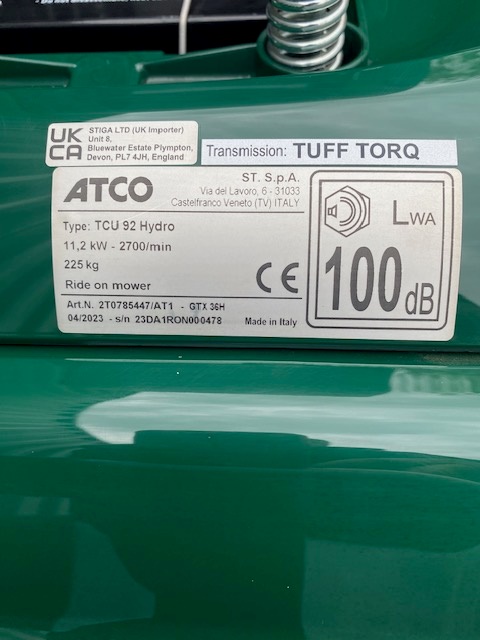 UK
CA
STIGA LTD (UK Importer)
Unit 8,
Bluewater Estate Plympton,
Devon, PL7 4JH, England
Transmission: TUFF TORQ
ATCO
ST. S.p.A.
Via del Lavoro, 6 - 31033
Castelfranco Veneto (TV) ITALY
Type: TCU 92 Hydro
11,2 kW - 2700/min
225 kg
Ride on mower
CE
Art.N. 2T0785447/AT1 - GTX 36H
04/2023 - s/n 23DA1RON000478
Made in Italy
LWA
100 dB